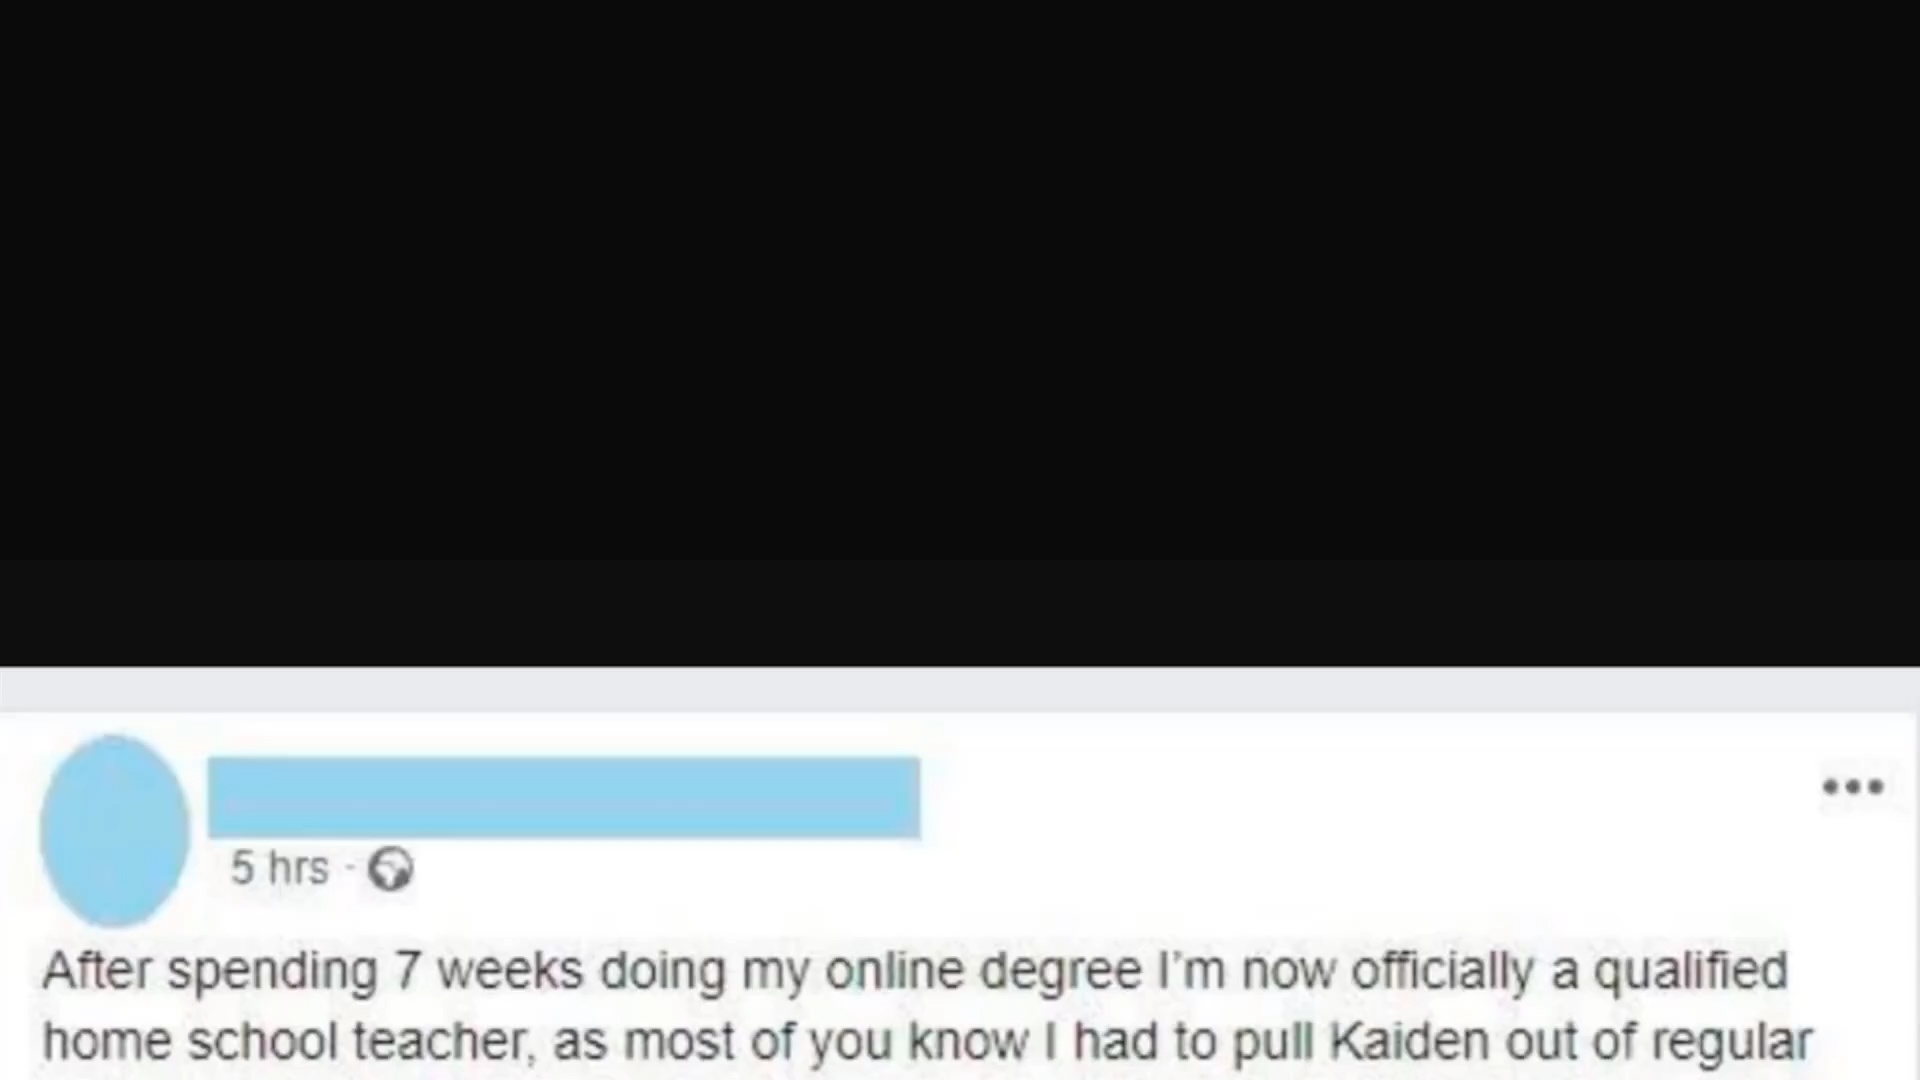 5 hrs ·
After spending 7 weeks doing my online degree I'm now officially a qualified
home school teacher, as most of you know I had to pull Kaiden out of regular